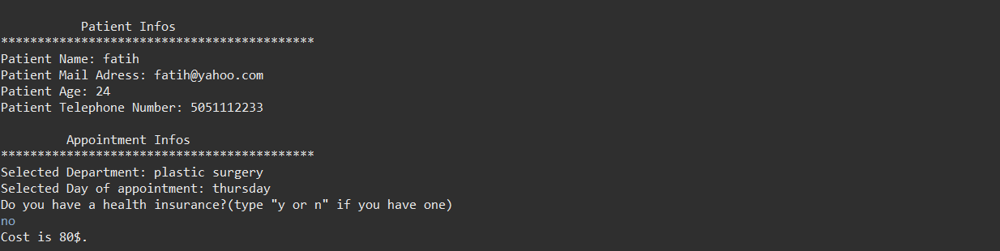 Patient Infos
*******************************************
Patient Name: fatih
Patient Mail Adress: fatih@yahoo.com
Patient Age: 24
Patient Telephone Number: 5051112233
Appointment Infos
*******************************************
Selected Department: plastic surgery
Selected Day of appointment: thursday
Do you have a health insurance?(type "y or n" if you have one)
no
Cost is 80$.